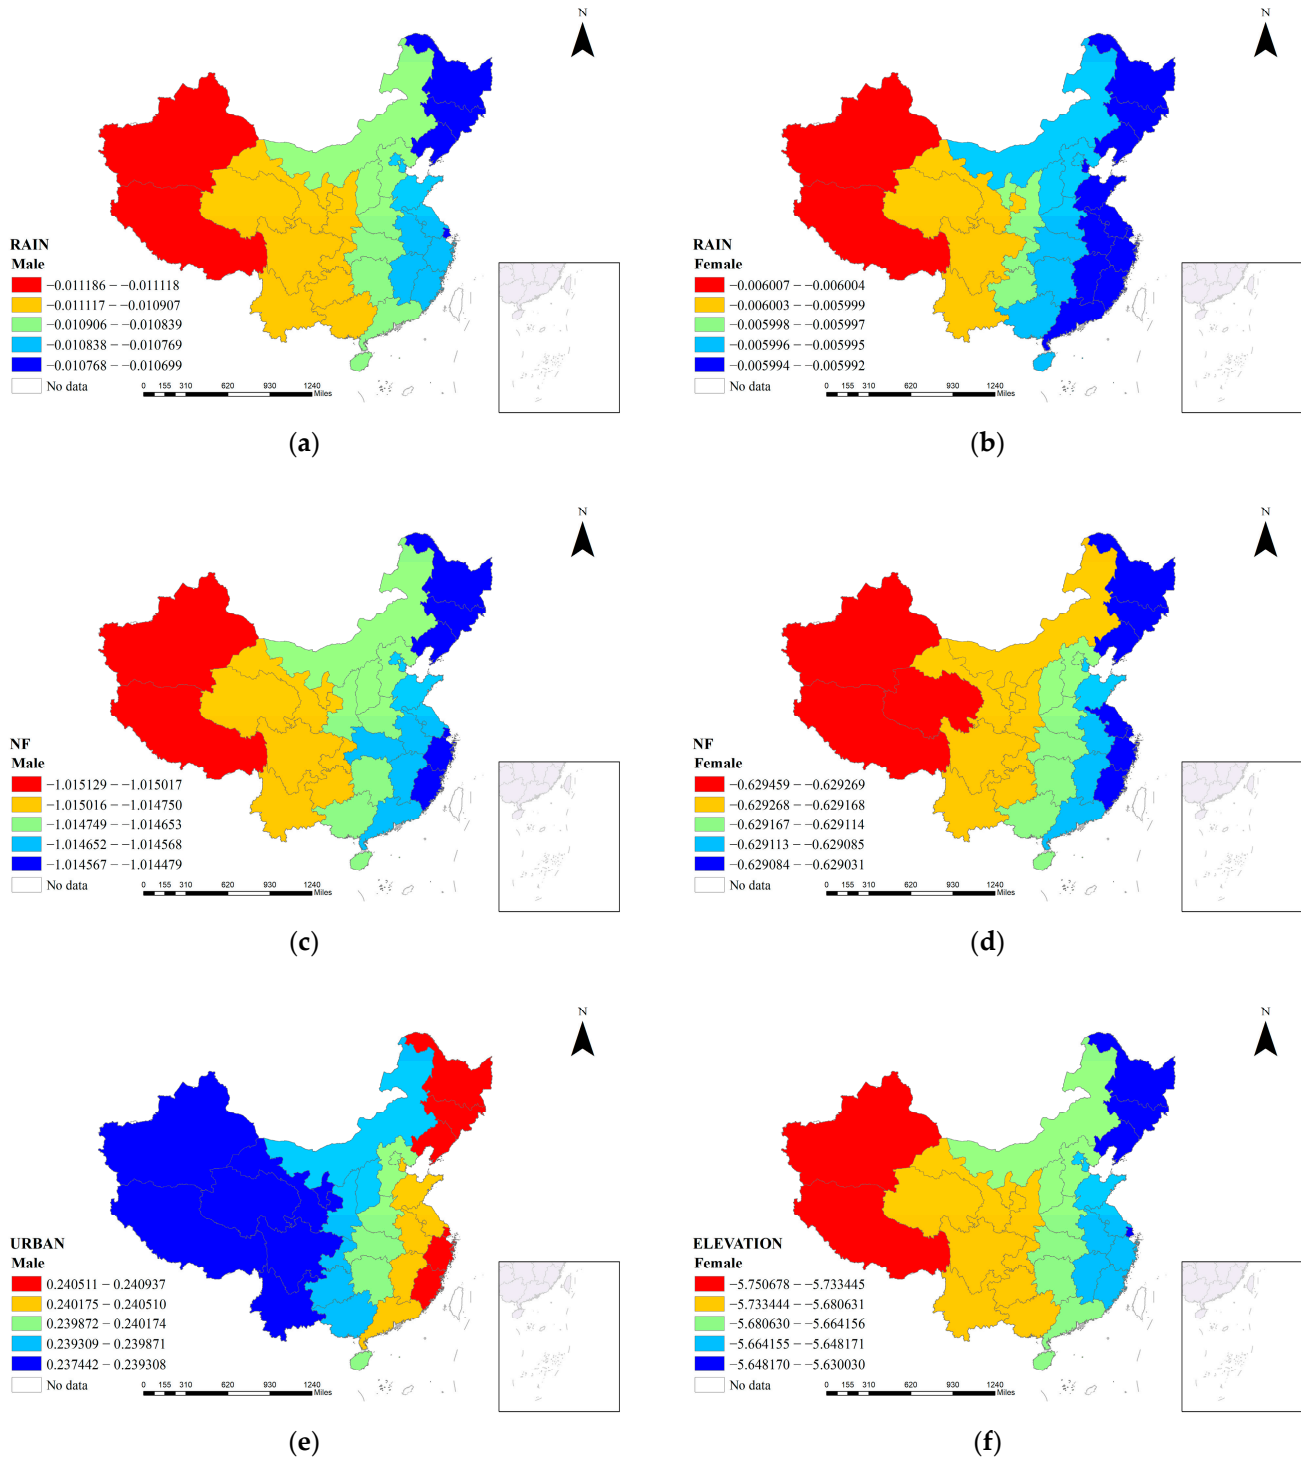 N
RAIN
Male
−0.011186 – −0.011118
−0.011117 – −0.010907
−0.010906 – −0.010839
−0.010838 – −0.010769
−0.010768 – −0.010699
No data
0 155 310 620 930 1240
Miles
(a)
N
RAIN
Female
−0.006007 – −0.006004
−0.006003 – −0.005999
−0.005998 – −0.005997
−0.005996 – −0.005995
−0.005994 – −0.005992
No data
0 155 310 620 930 1240
Miles
(b)
N
NF
Male
−1.015129 – −1.015017
−1.015016 – −1.014750
−1.014749 – −1.014653
−1.014652 – −1.014568
−1.014567 – −1.014479
No data
0 155 310 620 930 1240
Miles
(c)
N
NF
Female
−0.629459 – −0.629269
−0.629268 – −0.629168
−0.629167 – −0.629114
−0.629113 – −0.629085
−0.629084 – −0.629031
No data
0 155 310 620 930 1240
Miles
(d)
N
URBAN
Male
0.240511 – 0.240937
0.240175 – 0.240510
0.239872 – 0.240174
0.239309 – 0.239871
0.237442 – 0.239308
No data
0 155 310 620 930 1240
Miles
(e)
N
ELEVATION
Female
−5.750678 – −5.733445
−5.733444 – −5.680631
−5.680630 – −5.664156
−5.664155 – −5.648171
−5.648170 – −5.630030
No data
0 155 310 620 930 1240
Miles
(f)